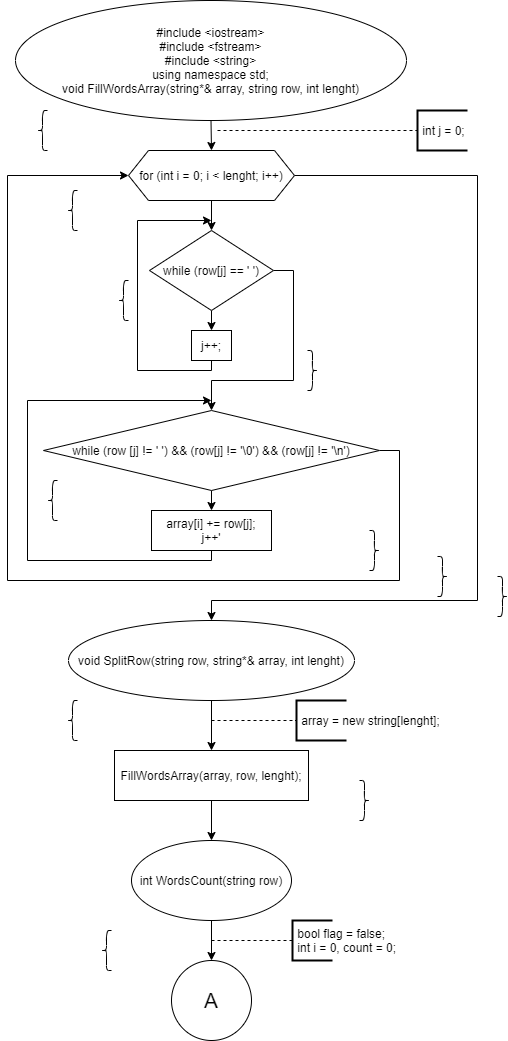 #include <iostream>
#include <fstream>
#include <string>
using namespace std;
void FillWordsArray(string*& array, string row, int lenght)
{
int j = 0;
for (int i = 0; i < lenght; i++)
{
while (row[j] == ' ')
{
j++;
}
while (row [j] != ' ') && (row[j] != '\0') && (row[j] != '\n')
{
array[i] += row[j];
j++'
}
}
}
void SplitRow(string row, string*& array, int lenght)
{
array = new string[lenght];
FillWordsArray(array, row, lenght);
}
int WordsCount(string row)
{
bool flag = false;
int i = 0, count = 0;
A